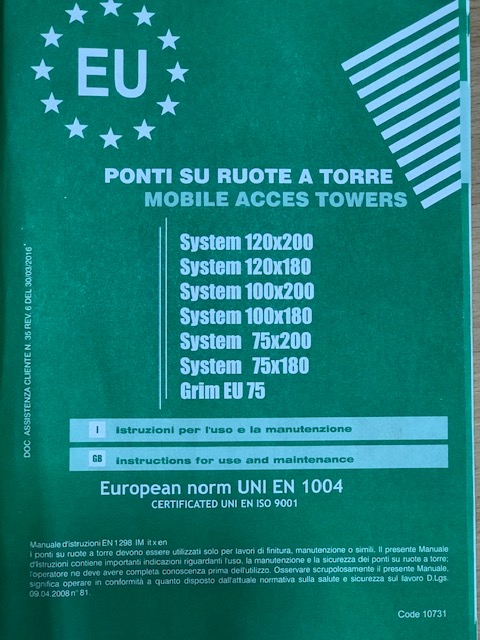 EU
PONTI SU RUOTE A TORRE
MOBILE ACCES TOWERS
System 120x200
System 120x180
System 100x200
System 100x180
System 75x200
System 75x180
Grim EU 75
I Istruzioni per l'uso e la manutenzione
GB Instructions for use and maintenance
European norm UNI EN 1004
CERTIFICATED UNI EN ISO 9001
DOC ASSISTENZA CLIENTE N. 35 REV. 6 DEL 30/03/2016
Manuale d'istruzioni EN 1298 IM it x en
I ponti su ruote a torre devono essere utilizzati solo per lavori di finitura, manutenzione o simili. Il presente Manuale
d'Istruzioni contiene importanti indicazioni riguardanti l'uso, la manutenzione e la sicurezza dei ponti su ruote a torre:
l'operatore ne deve avere completa conoscenza prima dell'utilizzo. Osservare scrupolosamente il presente Manuale,
significa operare in conformità a quanto disposto dall'attuale normativa sulla salute e sicurezza sul lavoro D.Lgs.
09.04.2008 n° 81.
Code 10731